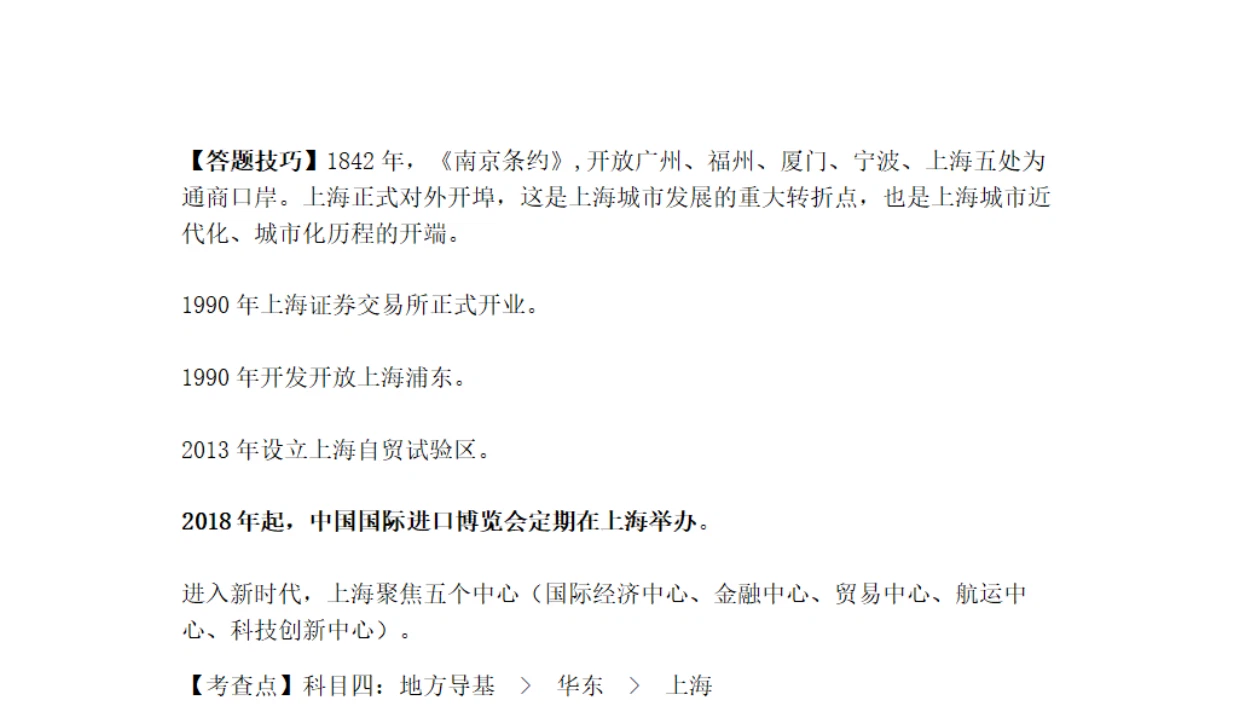 【答题技巧】1842 年，《南京条约》,开放广州、福州、厦门、宁波、上海五处为
通商口岸。上海正式对外开埠，这是上海城市发展的重大转折点，也是上海城市近
代化、城市化历程的开端。
1990 年上海证券交易所正式开业。
1990 年开发开放上海浦东。
2013 年设立上海自贸试验区。
2018 年起，中国国际进口博览会定期在上海举办。
进入新时代，上海聚焦五个中心（国际经济中心、金融中心、贸易中心、航运中
心、科技创新中心）。
【考查点】科目四：地方导基 > 华东 > 上海